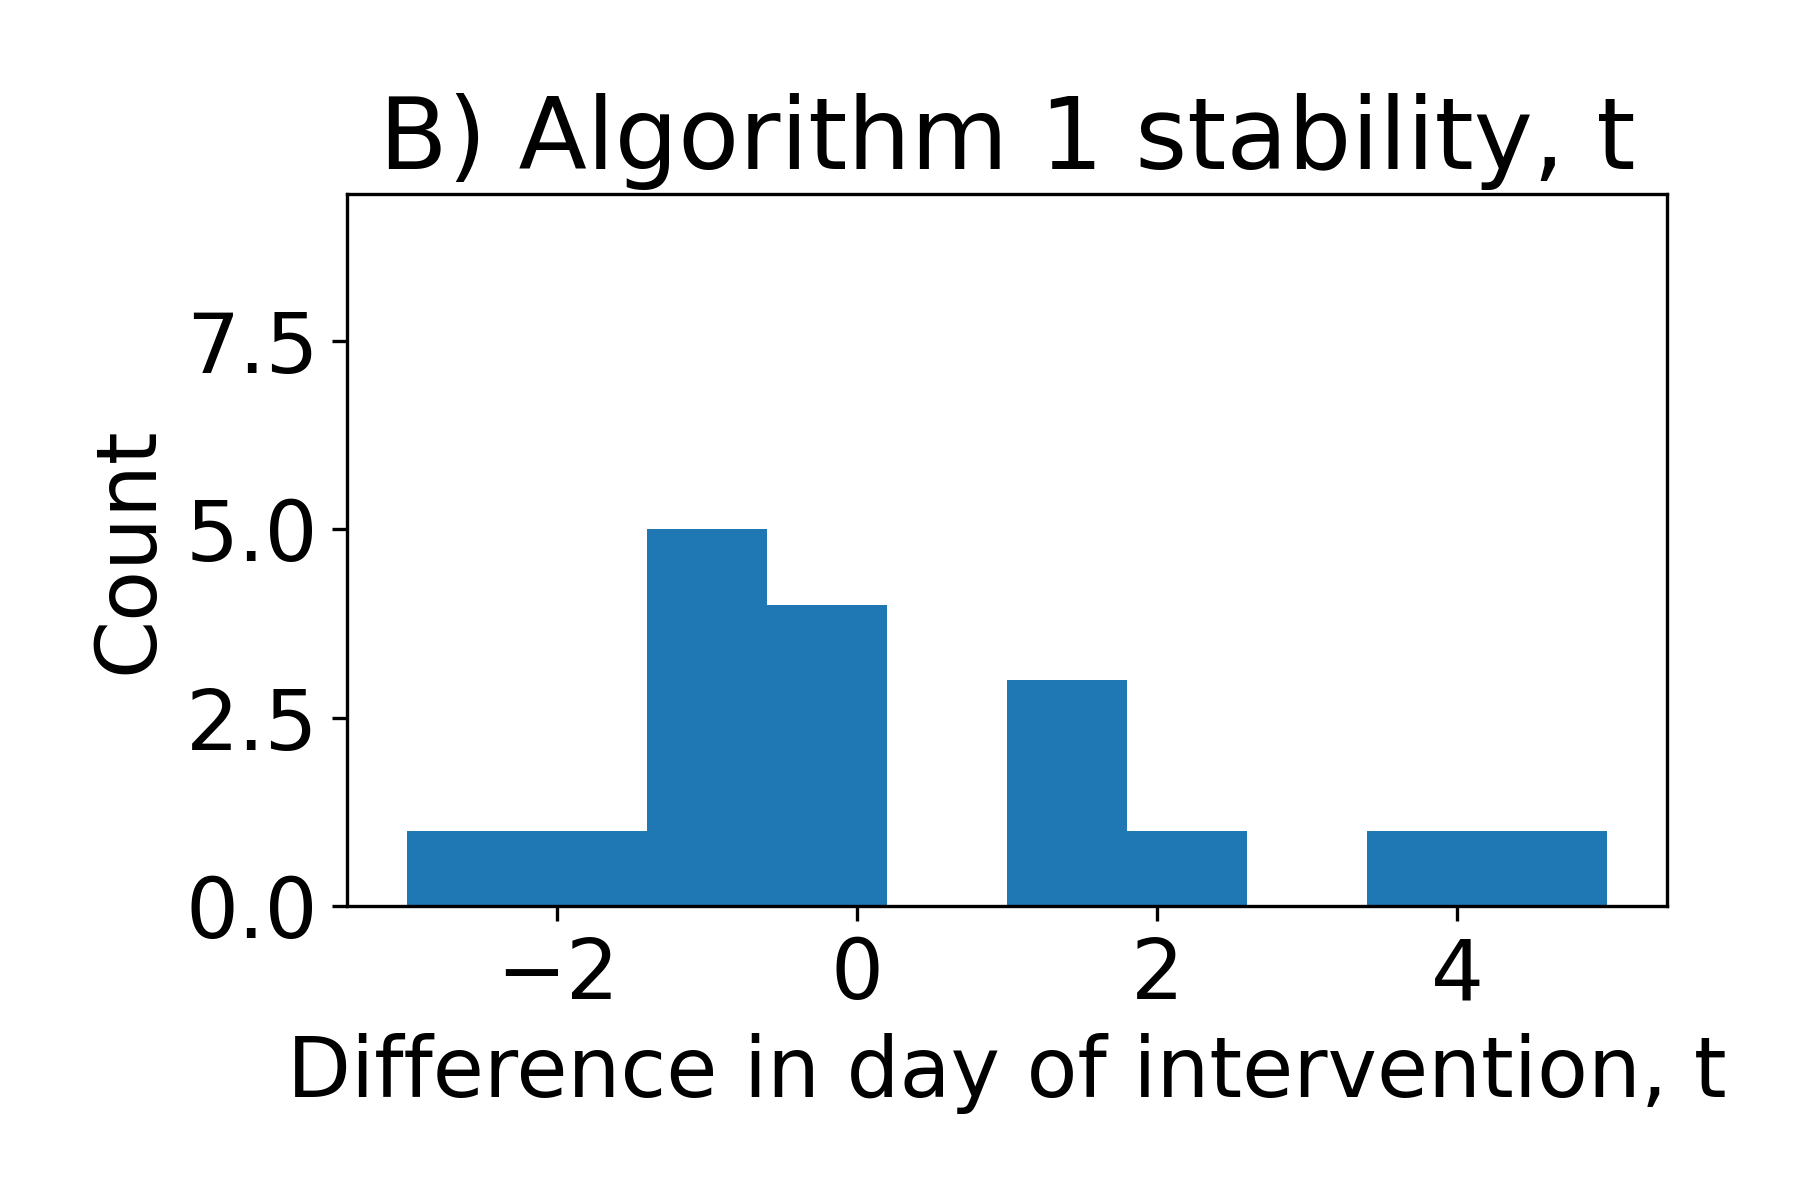 B) Algorithm 1 stability, t
7.5
5.0
2.5
0.0
Count
−2 0 2 4
Difference in day of intervention, t